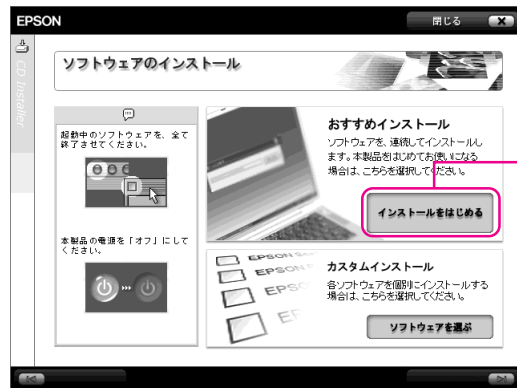 EPSON
閉じる
CD Installer
ソフトウェアのインストール
起動中のソフトウェアを、全て
終了させてください。
本製品の電源を「オフ」にして
ください。
おすすめインストール
ソフトウェアを、連続してインストールし
ます。本製品をはじめてお使いになる
場合は、こちらを選択してください。
インストールをはじめる
カスタムインストール
各ソフトウェアを個別にインストールする
場合は、こちらを選択してください。
ソフトウェアを選ぶ
EPSON
EPSON
EPSO
EP